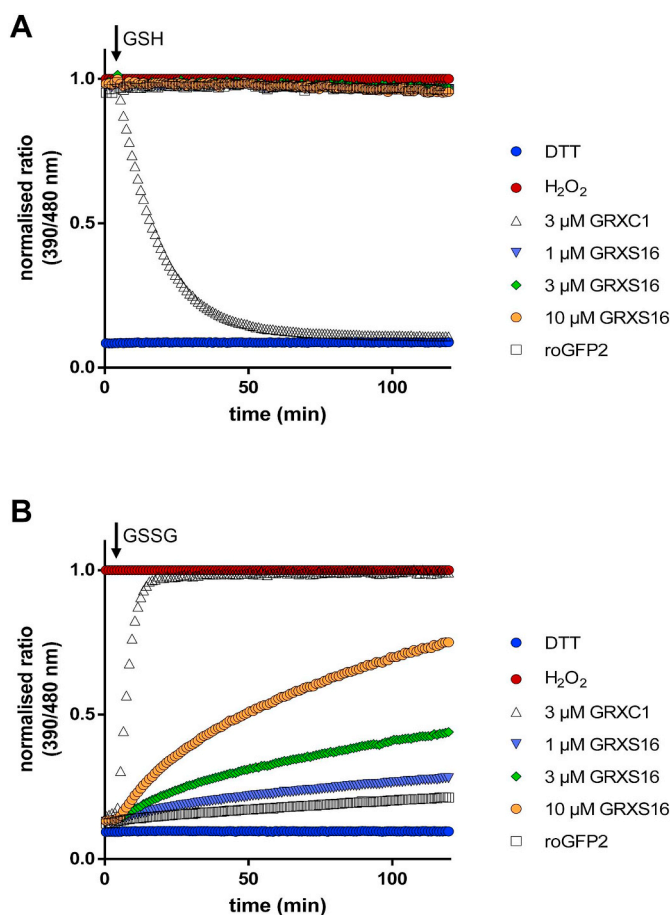 A
GSH
1.0
0.5
0.0
normalised ratio
(390/480 nm)
0
50
100
time (min)
DTT
H₂O₂
3 µM GRXC1
1 µM GRXS16
3 µM GRXS16
10 µM GRXS16
roGFP2
B
GSSG
1.0
0.5
0.0
normalised ratio
(390/480 nm)
0
50
100
time (min)
DTT
H₂O₂
3 µM GRXC1
1 µM GRXS16
3 µM GRXS16
10 µM GRXS16
roGFP2